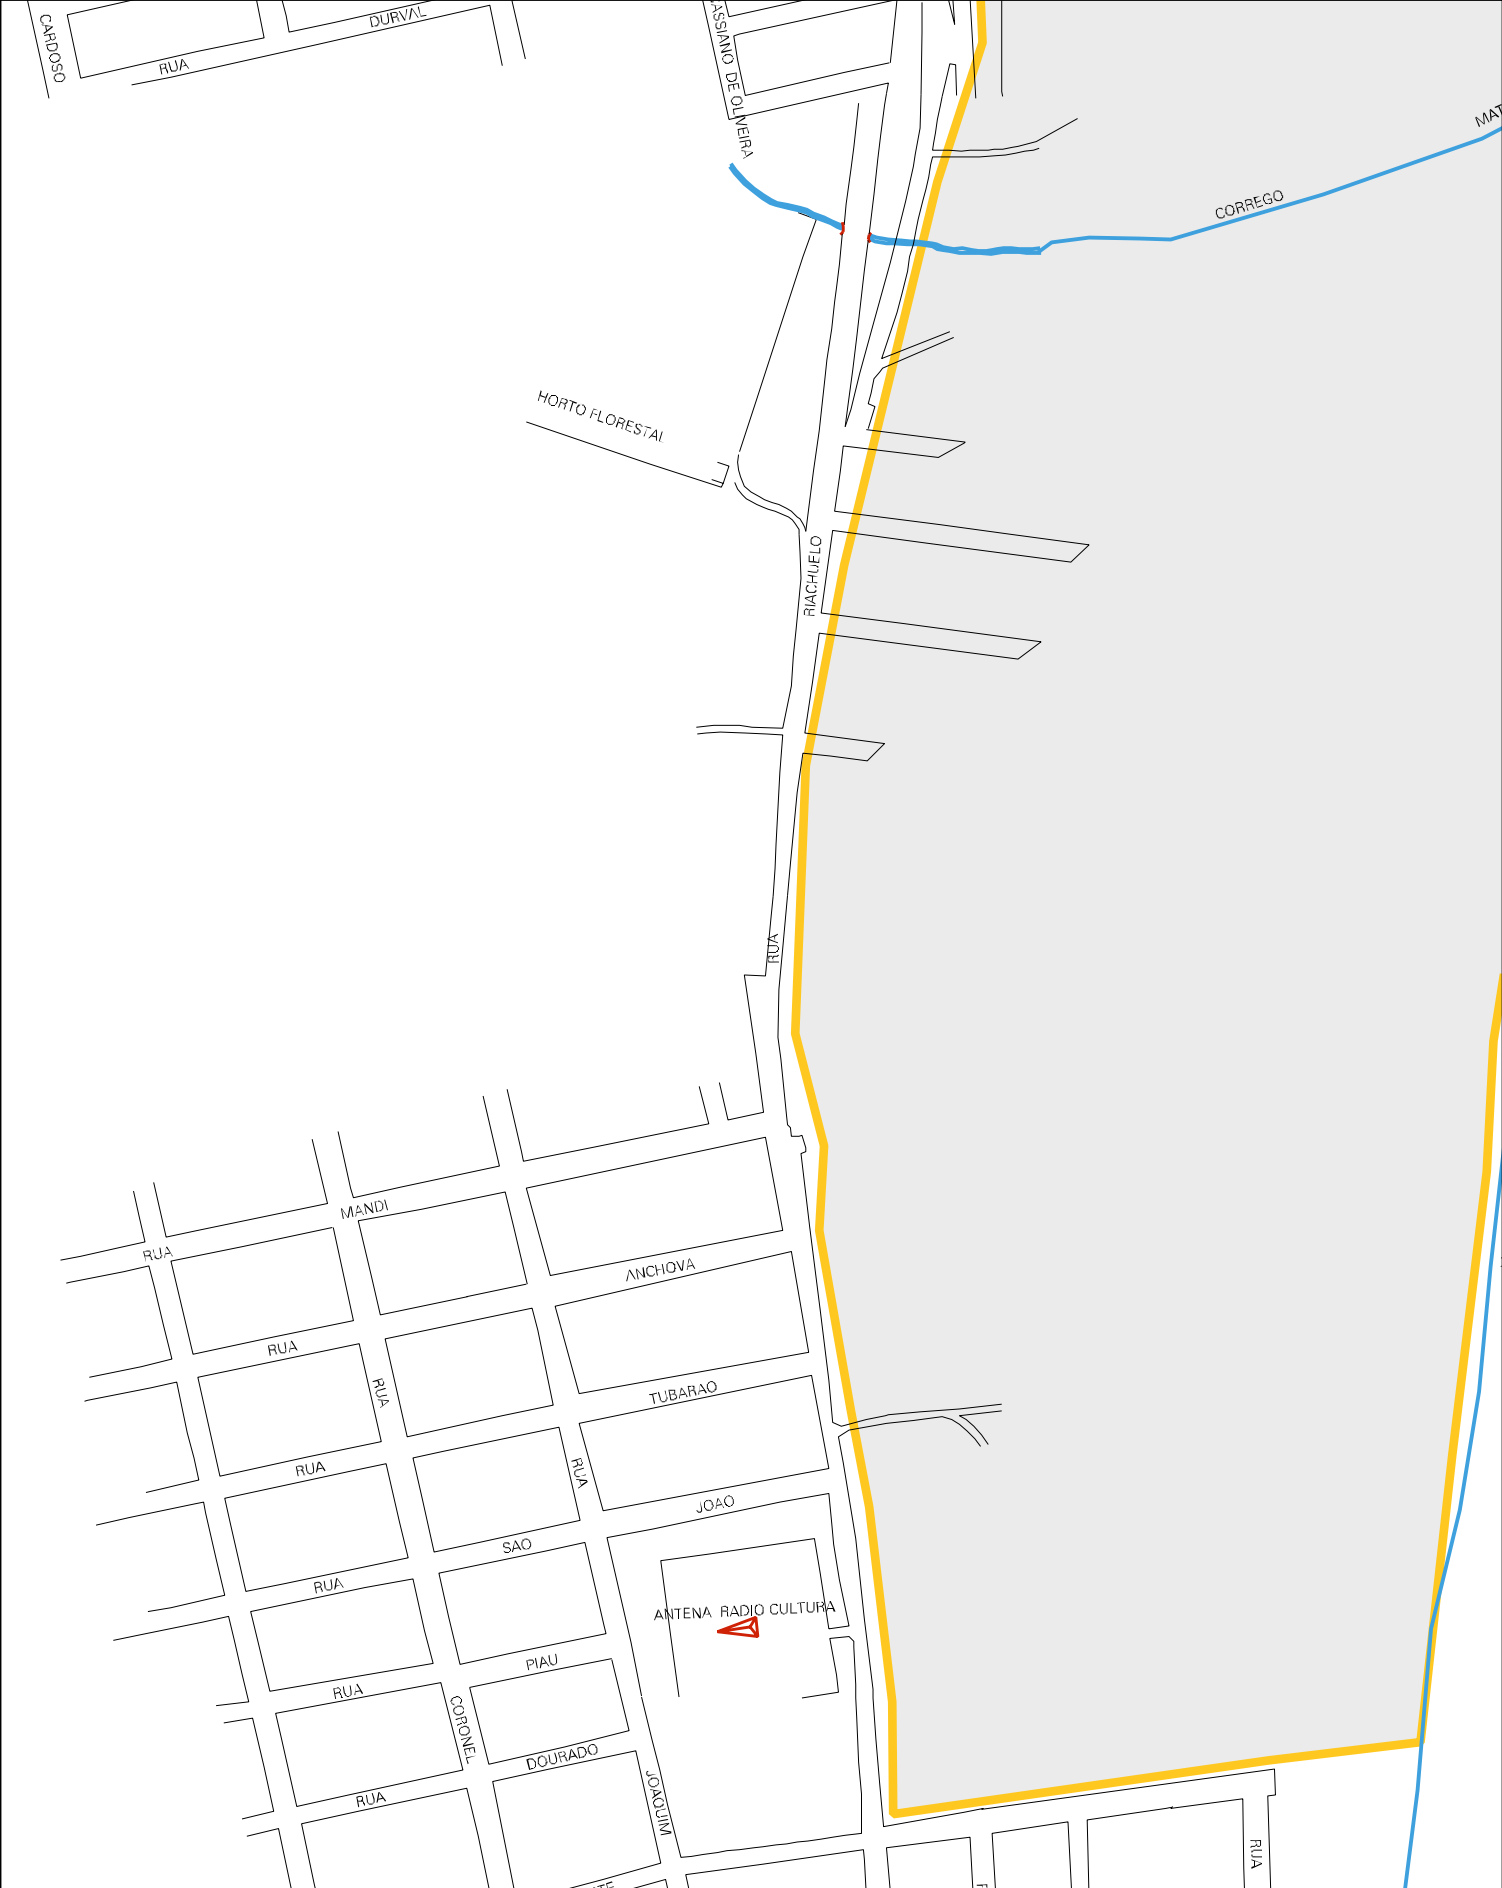 CARDOSO
RUA
DURVAL
ASSIANO DE OLIVEIRA
CORREGO
HORTO FLORESTAL
RIACHUELO
RUA
RUA
MANDI
RUA
ANCHOVA
RUA
TUBARAO
RUA
RUA
RUA
SAO
JOAO
RUA
PIAU
ANTENA RADIO CULTURA
RUA
CORONEL
DOURADO
RUA
JOAQUIM
RUA